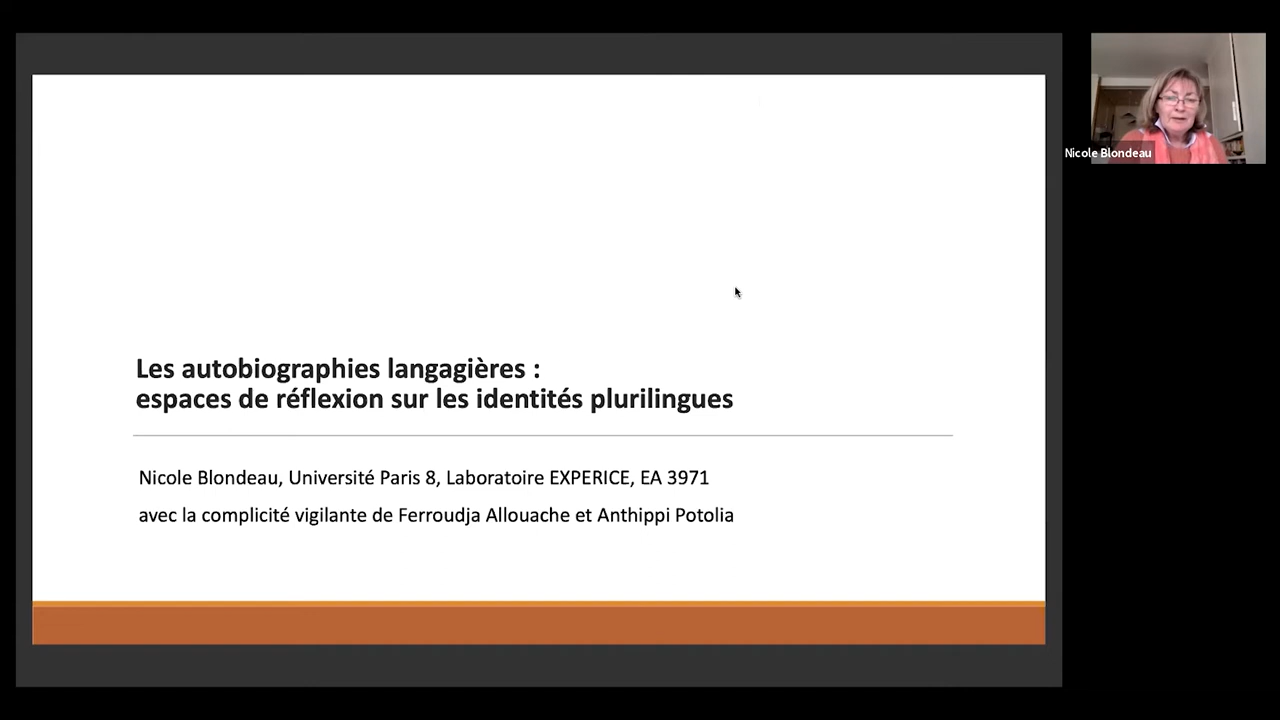 Les autobiographies langagières :
espaces de réflexion sur les identités plurilingues
Nicole Blondeau, Université Paris 8, Laboratoire EXPERICE, EA 3971
avec la complicité vigilante de Ferroudja Allouache et Anthippi Potolia
Nicole Blondeau